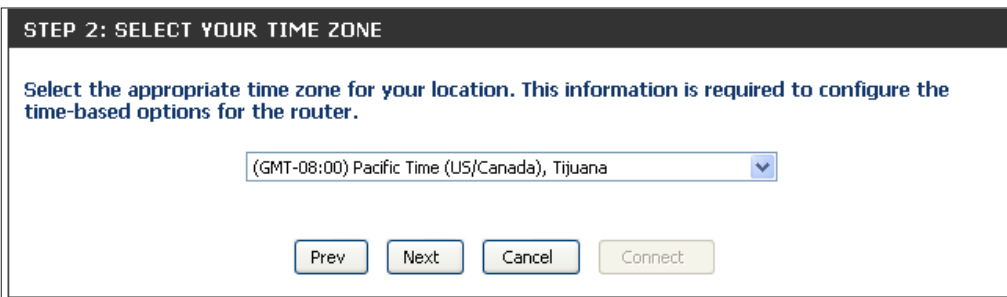 STEP 2: SELECT YOUR TIME ZONE
Select the appropriate time zone for your location. This information is required to configure the
time-based options for the router.
(GMT-08:00) Pacific Time (US/Canada), Tijuana
Prev Next Cancel Connect